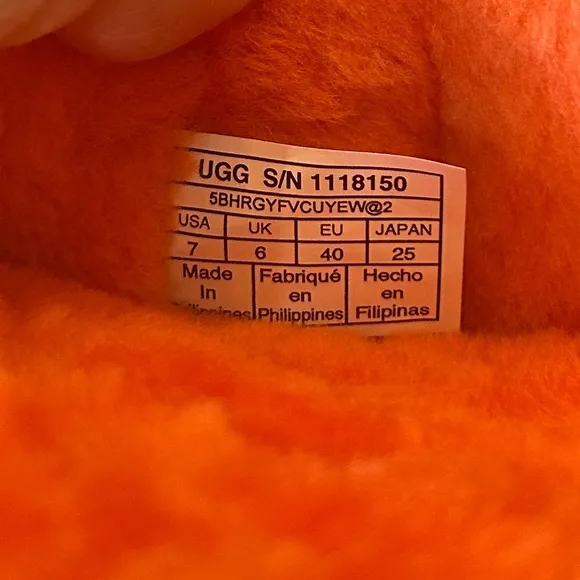 UGG S/N 1118150
5BHRGYFVCUYEW@2
USA UK EU JAPAN
7 6 40 25
Made Fabriqué Hecho
In en en
Philippines Filipinas